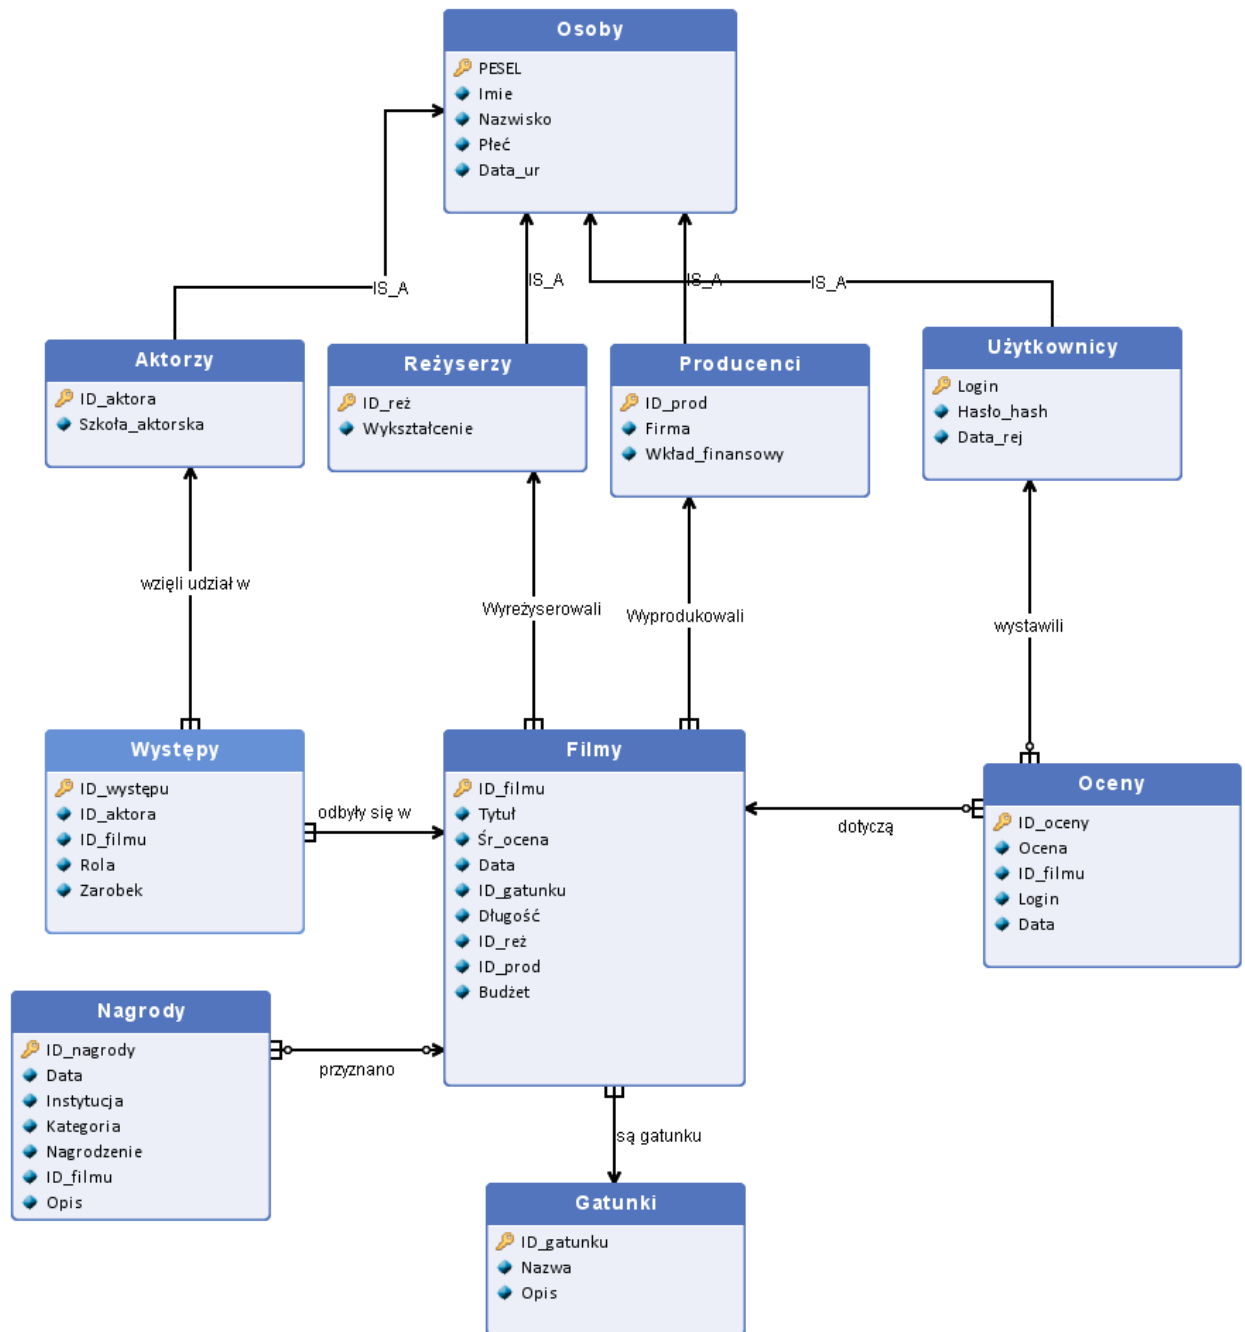 Osoby
PESEL
Imie
Nazwisko
Płeć
Data_ur
IS_A
IS_A
IS_A
IS_A
Aktorzy
ID_aktora
Szkoła_aktorska
Reżyserzy
ID_reż
Wykształcenie
Producenci
ID_prod
Firma
Wkład_finansowy
Użytkownicy
Login
Hasło_hash
Data_rej
wzięli udział w
Wyreżyserowali
Wyprodukowali
wystawili
Występy
ID_występu
ID_aktora
ID_filmu
Rola
Zarobek
odbyły się w
Filmy
ID_filmu
Tytuł
Śr_ocena
Data
ID_gatunku
Długość
ID_reż
ID_prod
Budżet
dotyczą
Oceny
ID_oceny
Ocena
ID_filmu
Login
Data
Nagrody
ID_nagrody
Data
Instytucja
Kategoria
Nagrodzenie
ID_filmu
Opis
przyznano
są gatunku
Gatunki
ID_gatunku
Nazwa
Opis